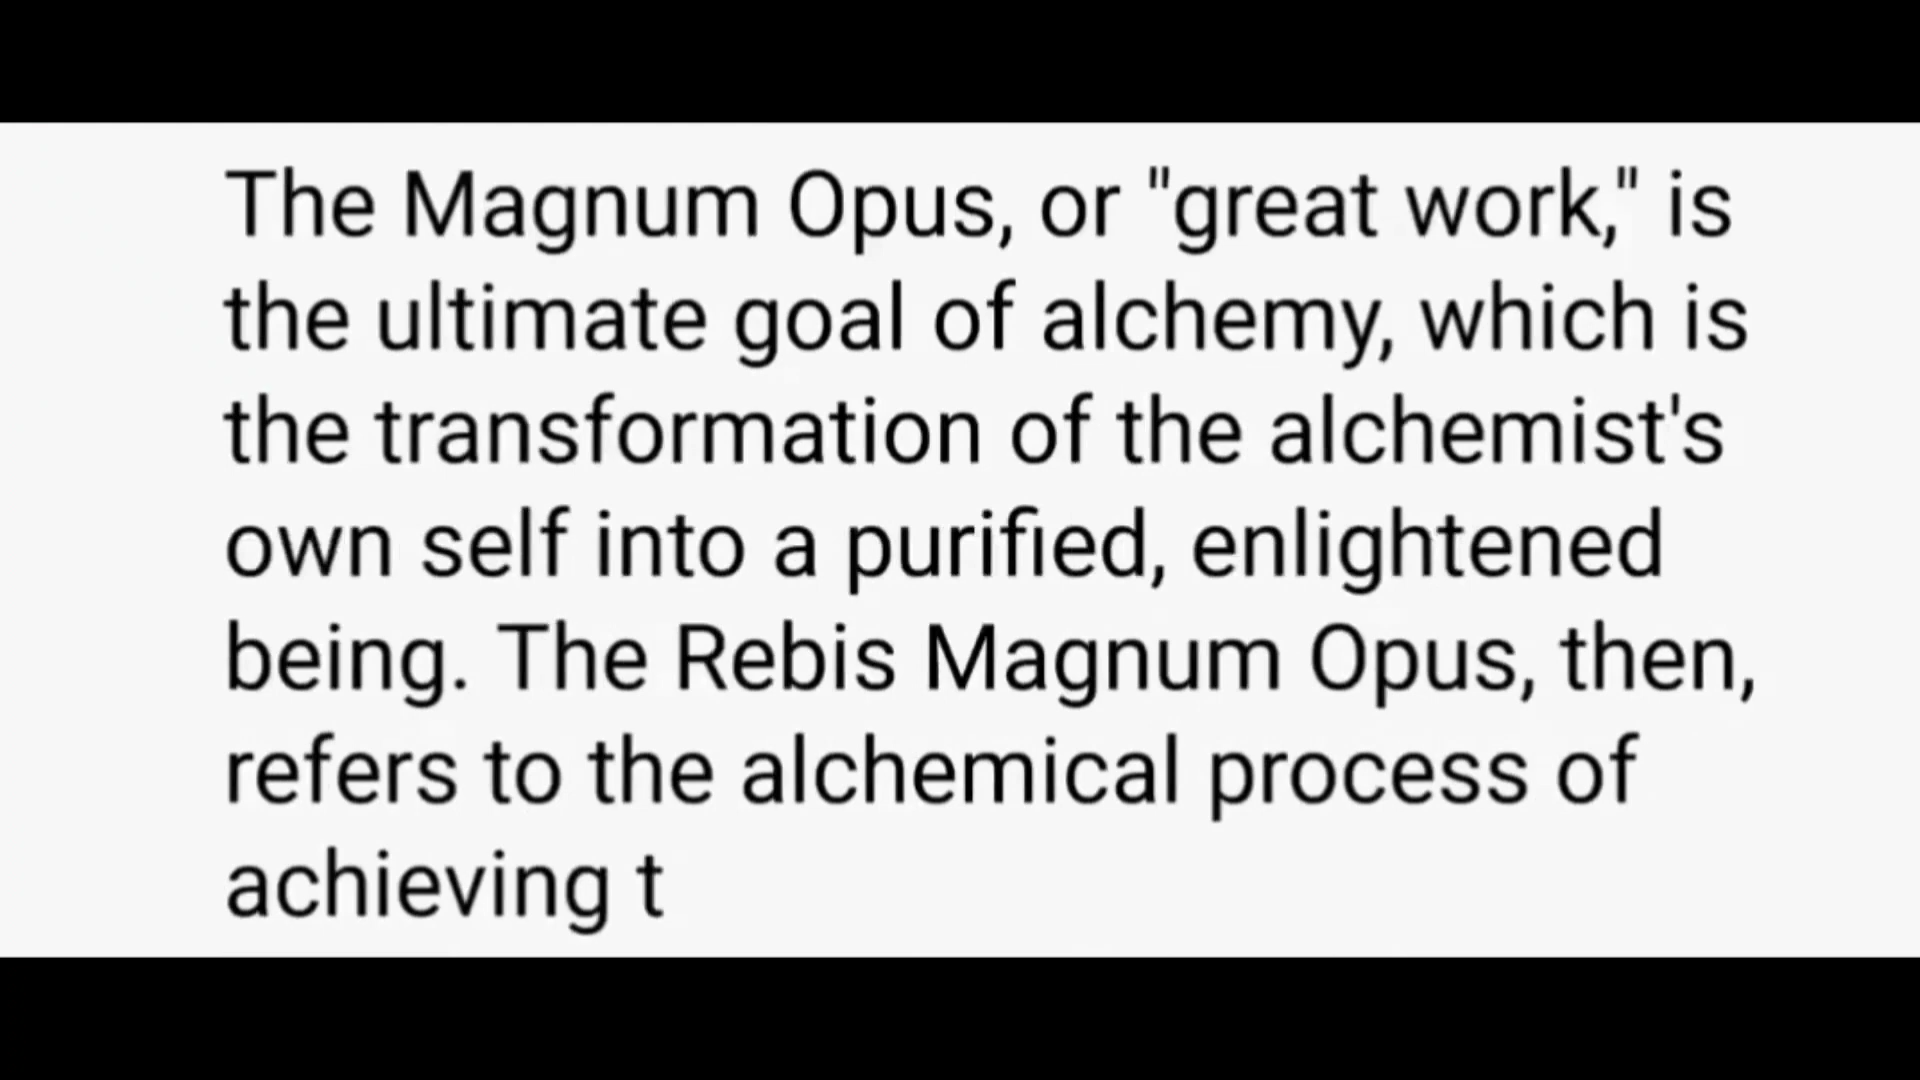 The Magnum Opus, or "great work," is
the ultimate goal of alchemy, which is
the transformation of the alchemist's
own self into a purified, enlightened
being. The Rebis Magnum Opus, then,
refers to the alchemical process of
achieving t